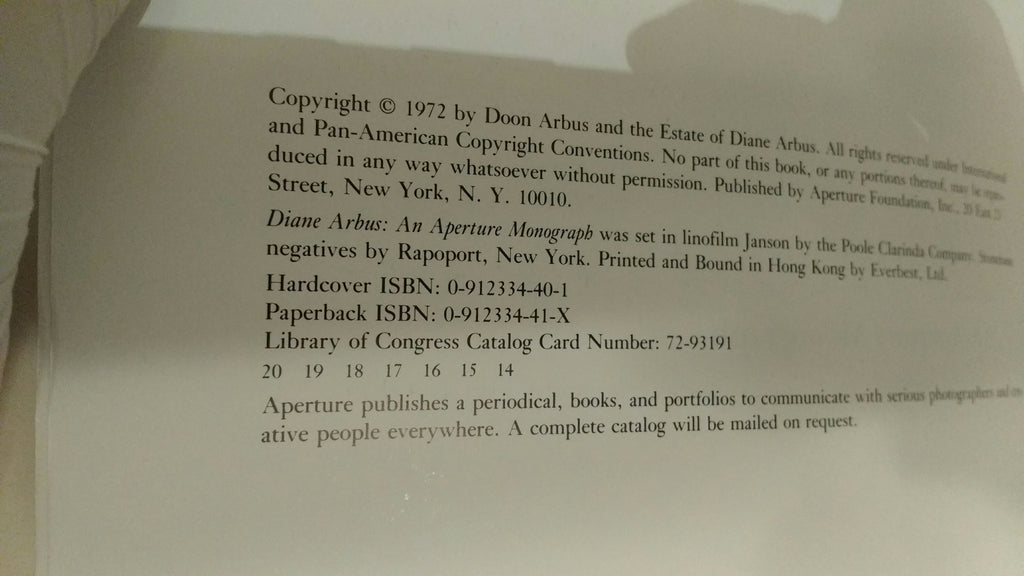 Copyright © 1972 by Doon Arbus and the Estate of Diane Arbus. All rights reserved under International
and Pan-American Copyright Conventions. No part of this book, or any portions thereof, may be repro-
duced in any way whatsoever without permission. Published by Aperture Foundation, Inc., 20 East 23
Street, New York, N. Y. 10010.
Diane Arbus: An Aperture Monograph was set in linofilm Janson by the Poole Clarinda Company.
negatives by Rapoport, New York. Printed and Bound in Hong Kong by Everbest, Ltd.
Hardcover ISBN: 0-912334-40-1
Paperback ISBN: 0-912334-41-X
Library of Congress Catalog Card Number: 72-93191
20 19 18 17 16 15 14
Aperture publishes a periodical, books, and portfolios to communicate with serious photographers and
ative people everywhere. A complete catalog will be mailed on request.